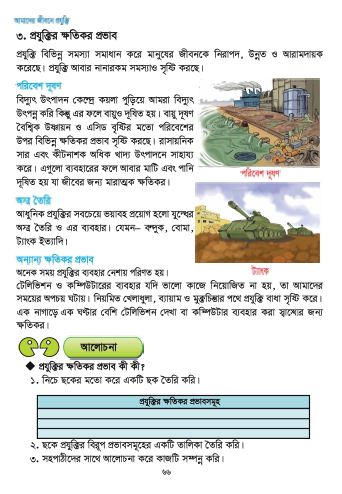 আমাদের জীবনে প্রযুক্তি
৩. প্রযুক্তির ক্ষতিকর প্রভাব
প্রযুক্তি বিভিন্ন সমস্যা সমাধান করে মানুষের জীবনকে নিরাপদ, উন্নত ও আরামদায়ক
করেছে। প্রযুক্তি আবার নানারকম সমস্যাও সৃষ্টি করছে।
পরিবেশ দূষণ
বিদ্যুৎ উৎপাদন কেন্দ্রে কয়লা পুড়িয়ে আমরা বিদ্যুৎ
উৎপন্ন করি কিন্তু এর ফলে বায়ুও দূষিত হয়। বায়ু দূষণ
বৈশ্বিক উষ্ণায়ন ও এসিড বৃষ্টির মতো পরিবেশের
উপর বিভিন্ন ক্ষতিকর প্রভাব সৃষ্টি করছে। রাসায়নিক
সার এবং কীটনাশক অধিক খাদ্য উৎপাদনে সাহায্য
করে। এগুলো ব্যবহারের ফলে আবার মাটি এবং পানি
দূষিত হয় যা জীবের জন্য মারাত্মক ক্ষতিকর।
পরিবেশ দূষণ
অস্ত্র তৈরি
আধুনিক প্রযুক্তির সবচেয়ে ভয়াবহ প্রয়োগ হলো যুদ্ধের
অস্ত্র তৈরি ও এর ব্যবহার। যেমন– বন্দুক, বোমা,
ট্যাংক ইত্যাদি।
ট্যাংক
অন্যান্য ক্ষতিকর প্রভাব
অনেক সময় প্রযুক্তির ব্যবহার নেশায় পরিণত হয়।
টেলিভিশন ও কম্পিউটারের ব্যবহার যদি ভালো কাজে নিয়োজিত না হয়, তা আমাদের
সময়ের অপচয় ঘটায়। নিয়মিত খেলাধুলা, ব্যায়াম ও মুক্তচিন্তার পথে প্রযুক্তি বাধা সৃষ্টি করে।
এক নাগাড়ে এক ঘণ্টার বেশি টেলিভিশন দেখা বা কম্পিউটার ব্যবহার করা স্বাস্থ্যের জন্য
ক্ষতিকর।
আলোচনা
◆ প্রযুক্তির ক্ষতিকর প্রভাব কী কী?
১. নিচে ছকের মতো করে একটি ছক তৈরি করি।
প্রযুক্তির ক্ষতিকর প্রভাবসমূহ
২. ছকে প্রযুক্তির বিরূপ প্রভাবসমূহের একটি তালিকা তৈরি করি।
৩. সহপাঠীদের সাথে আলোচনা করে কাজটি সম্পন্ন করি।
৬৬